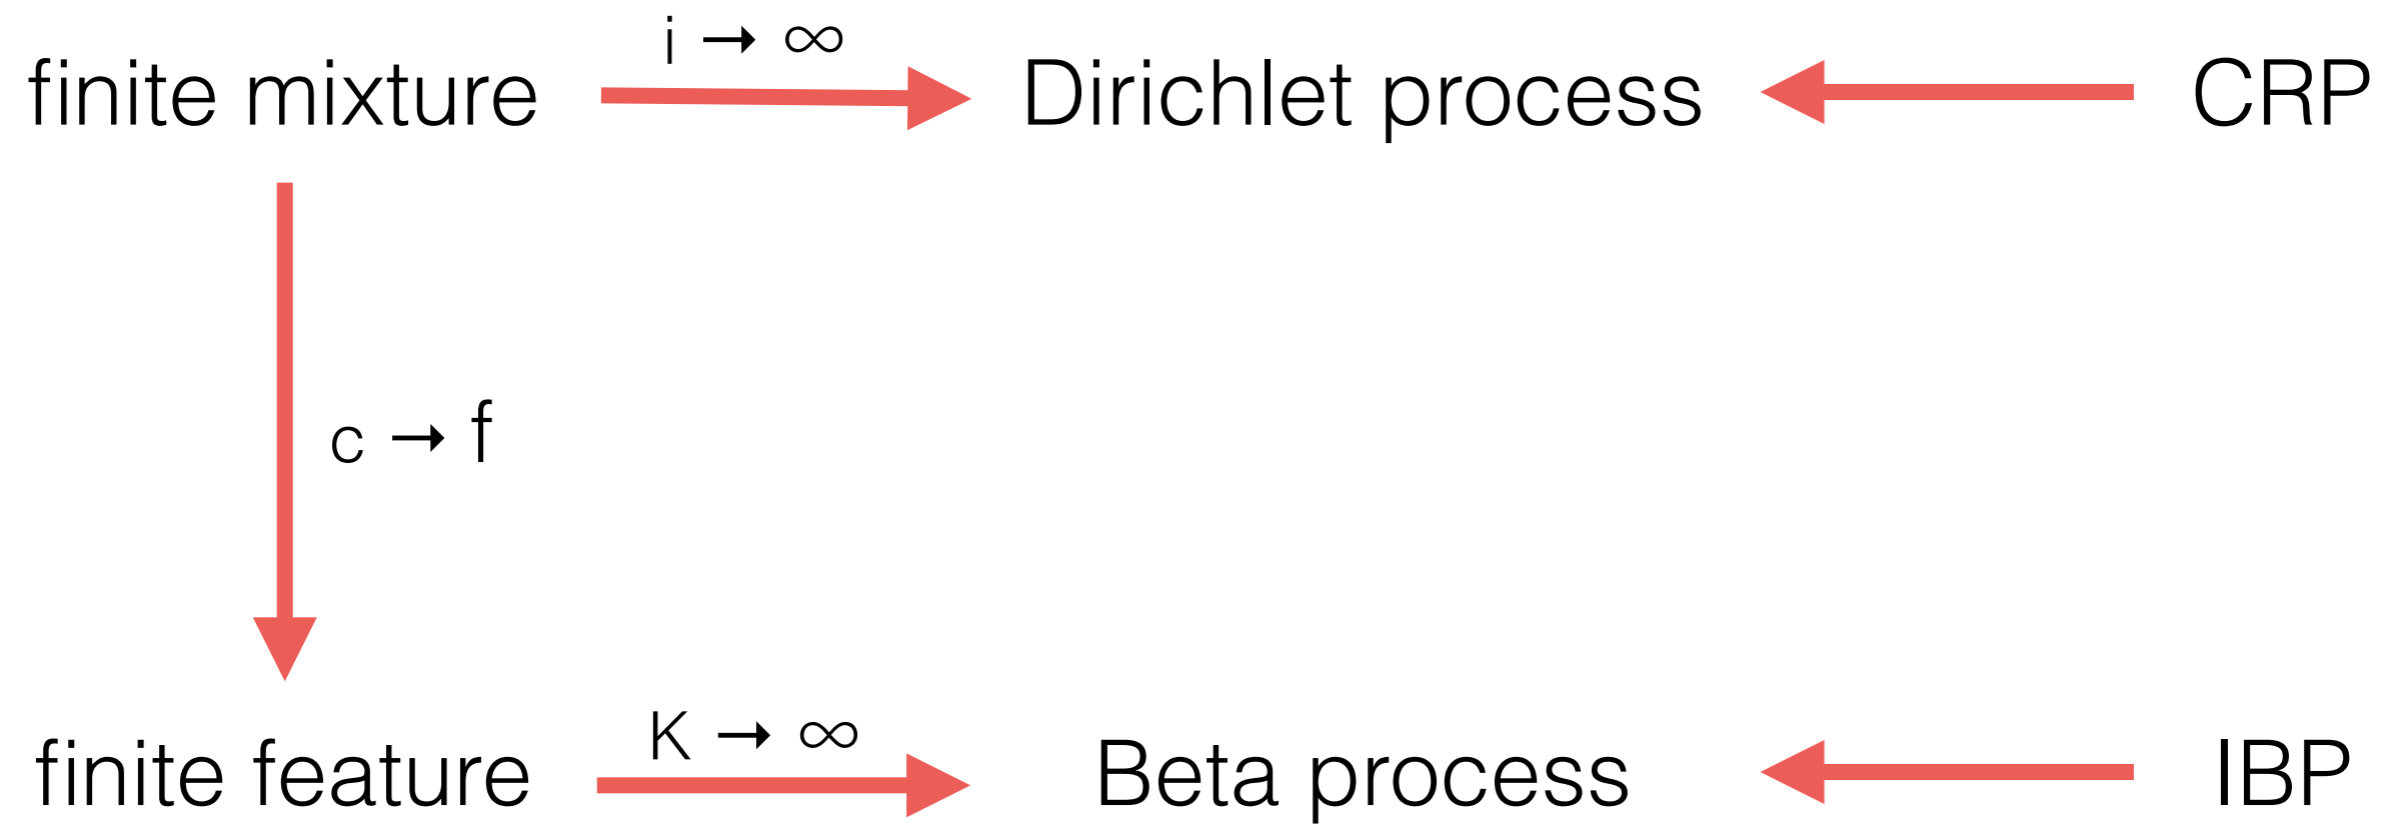 i → ∞
finite mixture Dirichlet process CRP
c → f
K → ∞
finite feature Beta process IBP